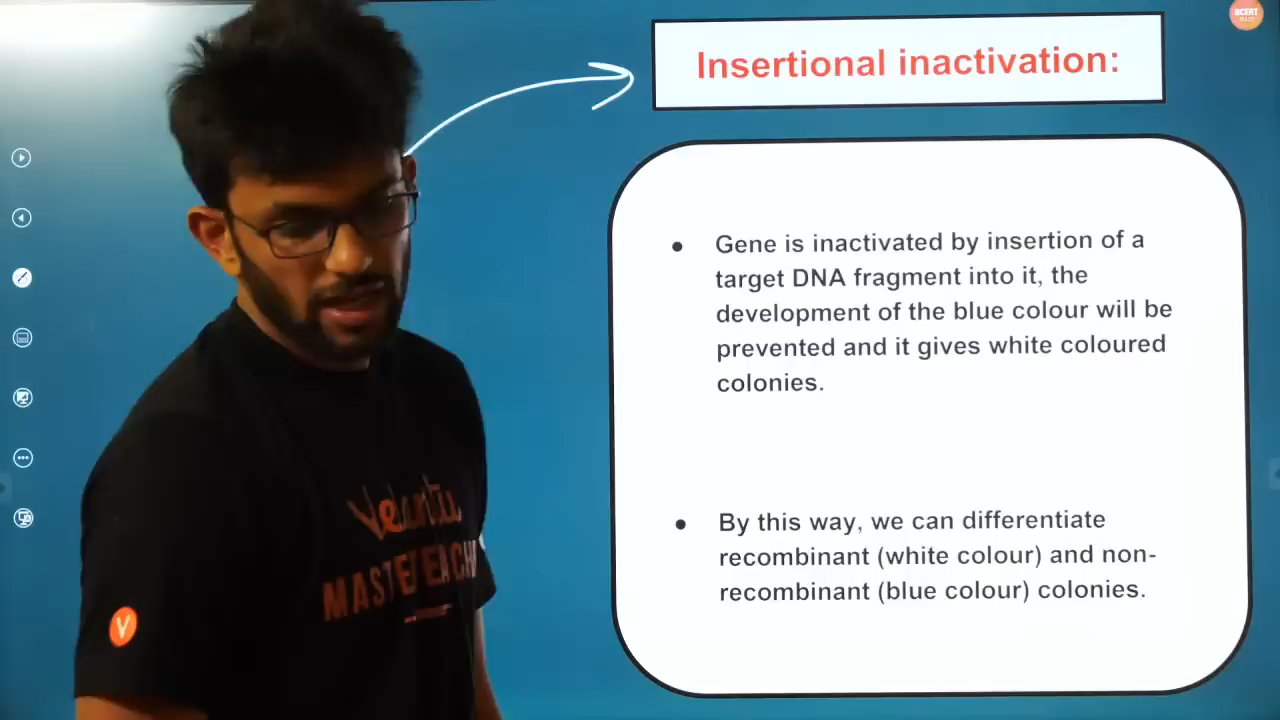 NCERT
Insertional inactivation:
● Gene is inactivated by insertion of a
target DNA fragment into it, the
development of the blue colour will be
prevented and it gives white coloured
colonies.
● By this way, we can differentiate
recombinant (white colour) and non-
recombinant (blue colour) colonies.
Vedantu
V